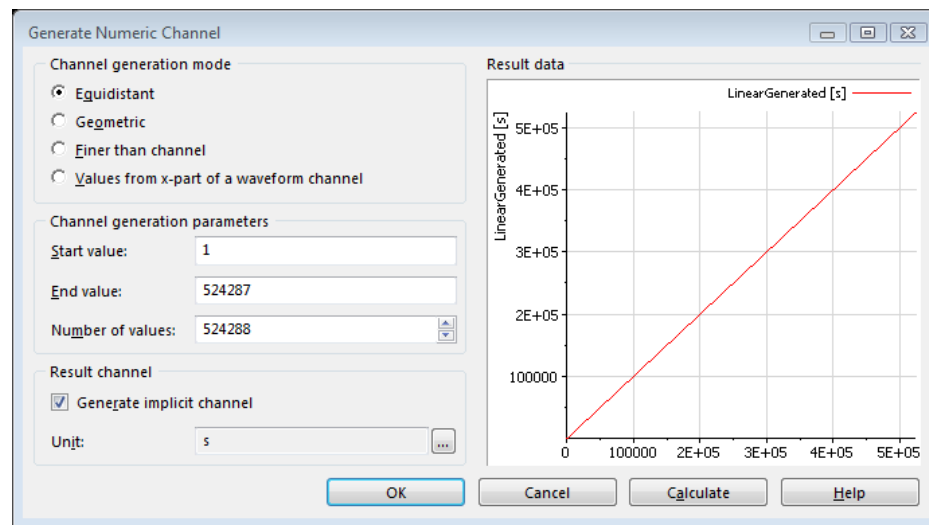 Generate Numeric Channel
Channel generation mode
Equidistant
Geometric
Finer than channel
Values from x-part of a waveform channel
Channel generation parameters
Start value: 1
End value: 524287
Number of values: 524288
Result channel
Generate implicit channel
Unit: s ...
Result data
LinearGenerated [s]
LinearGenerated [s]
5E+05
4E+05
3E+05
2E+05
100000
0 100000 2E+05 3E+05 4E+05 5E+05
OK Cancel Calculate Help